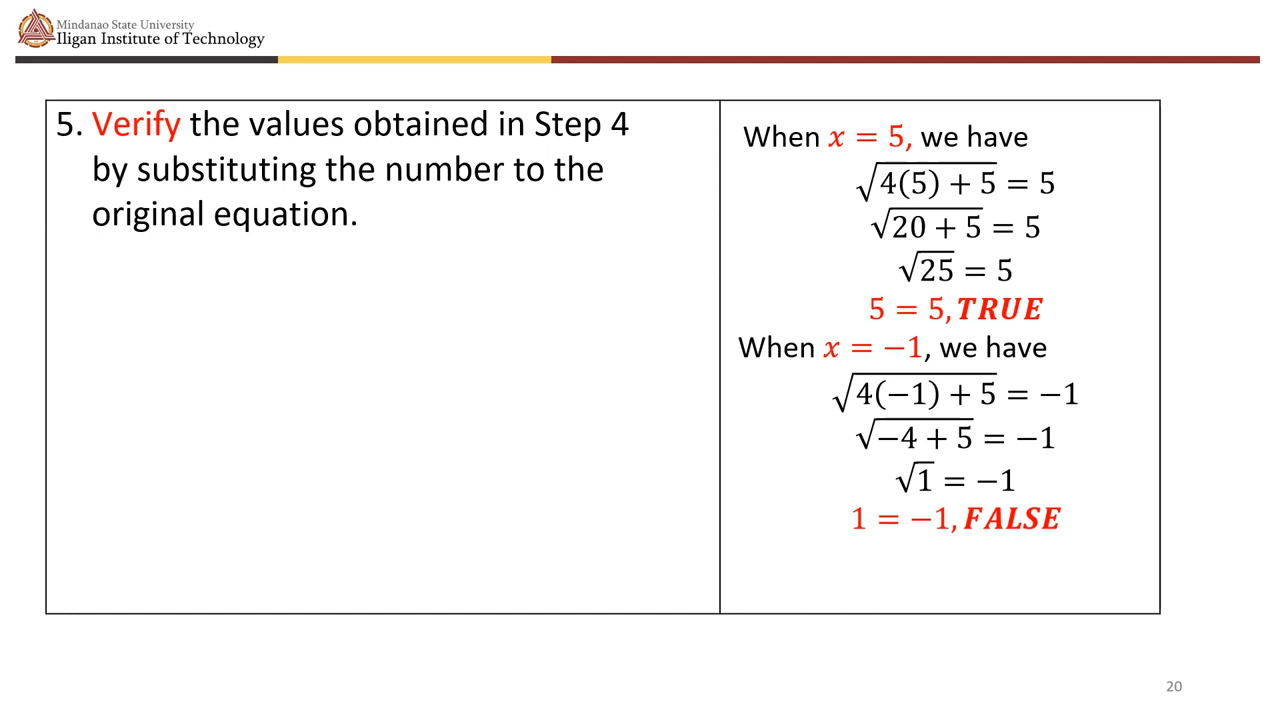 Mindanao State University
Iligan Institute of Technology
5. Verify the values obtained in Step 4
by substituting the number to the
original equation.
When x = 5, we have
√(4(5) + 5) = 5
√(20 + 5) = 5
√25 = 5
5 = 5, TRUE
When x = −1, we have
√(4(−1) + 5) = −1
√(−4 + 5) = −1
√1 = −1
1 = −1, FALSE
20